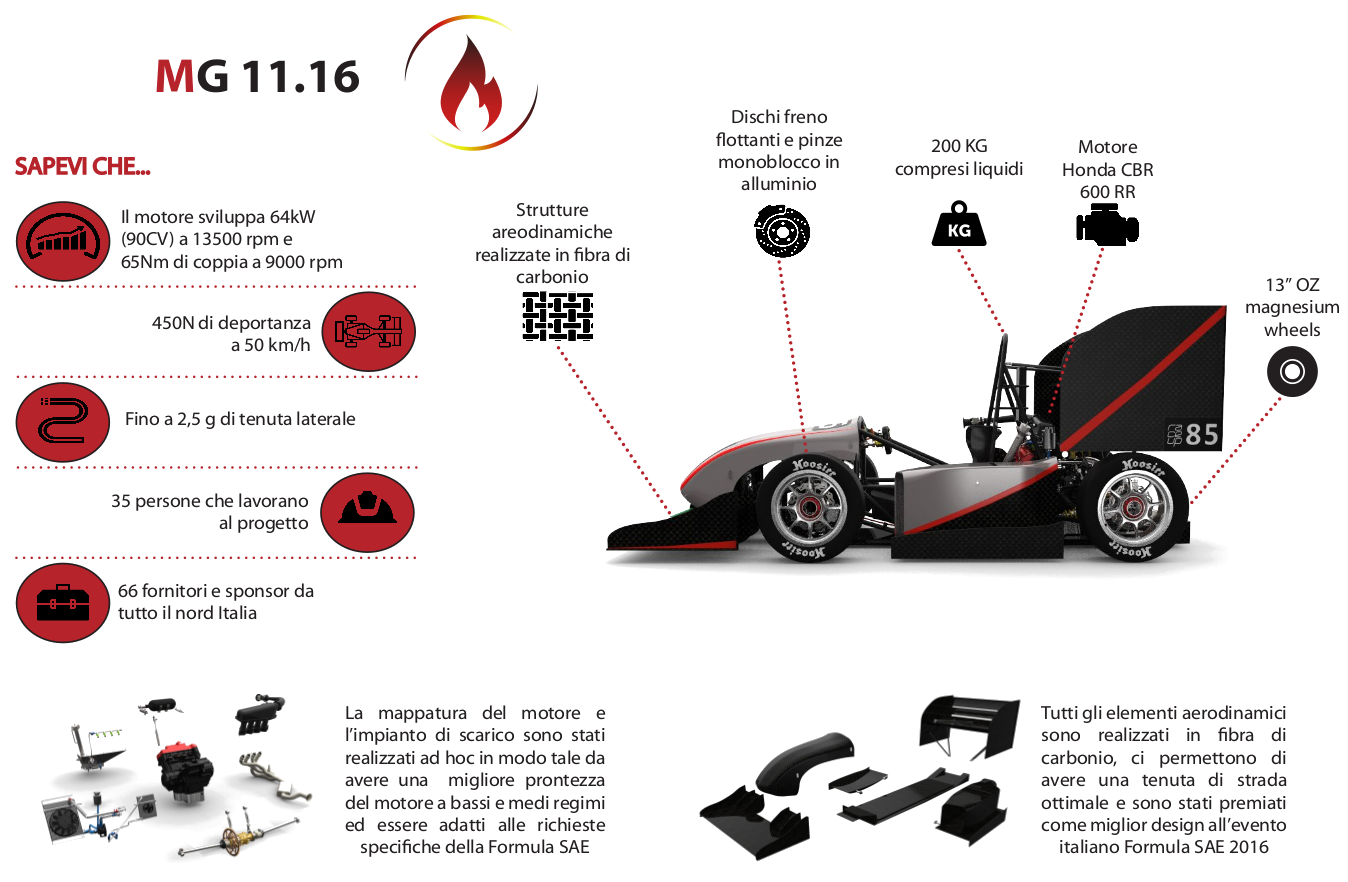 MG 11.16
SAPEVI CHE...
Il motore sviluppa 64kW
(90CV) a 13500 rpm e
65Nm di coppia a 9000 rpm
450N di deportanza
a 50 km/h
Fino a 2,5 g di tenuta laterale
35 persone che lavorano
al progetto
66 fornitori e sponsor da
tutto il nord Italia
Strutture
areodinamiche
realizzate in fibra di
carbonio
Dischi freno
flottanti e pinze
monoblocco in
alluminio
200 KG
compresi liquidi
KG
Motore
Honda CBR
600 RR
13” OZ
magnesium
wheels
85
Hoosier
Hoosier
Hoosier
Hoosier
La mappatura del motore e
l’impianto di scarico sono stati
realizzati ad hoc in modo tale da
avere una migliore prontezza
del motore a bassi e medi regimi
ed essere adatti alle richieste
specifiche della Formula SAE
Tutti gli elementi aerodinamici
sono realizzati in fibra di
carbonio, ci permettono di
avere una tenuta di strada
ottimale e sono stati premiati
come miglior design all’evento
italiano Formula SAE 2016